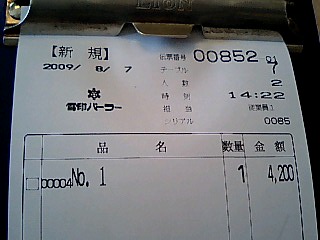 LION
【新規】 伝票番号 00852
2009/ 8/ 7 テーブル
人数 2
雪印パーラー 時刻 14:22
担当 従業員1
シリアル 0085
品名 数量 金額
00004 No. 1 1 4,200